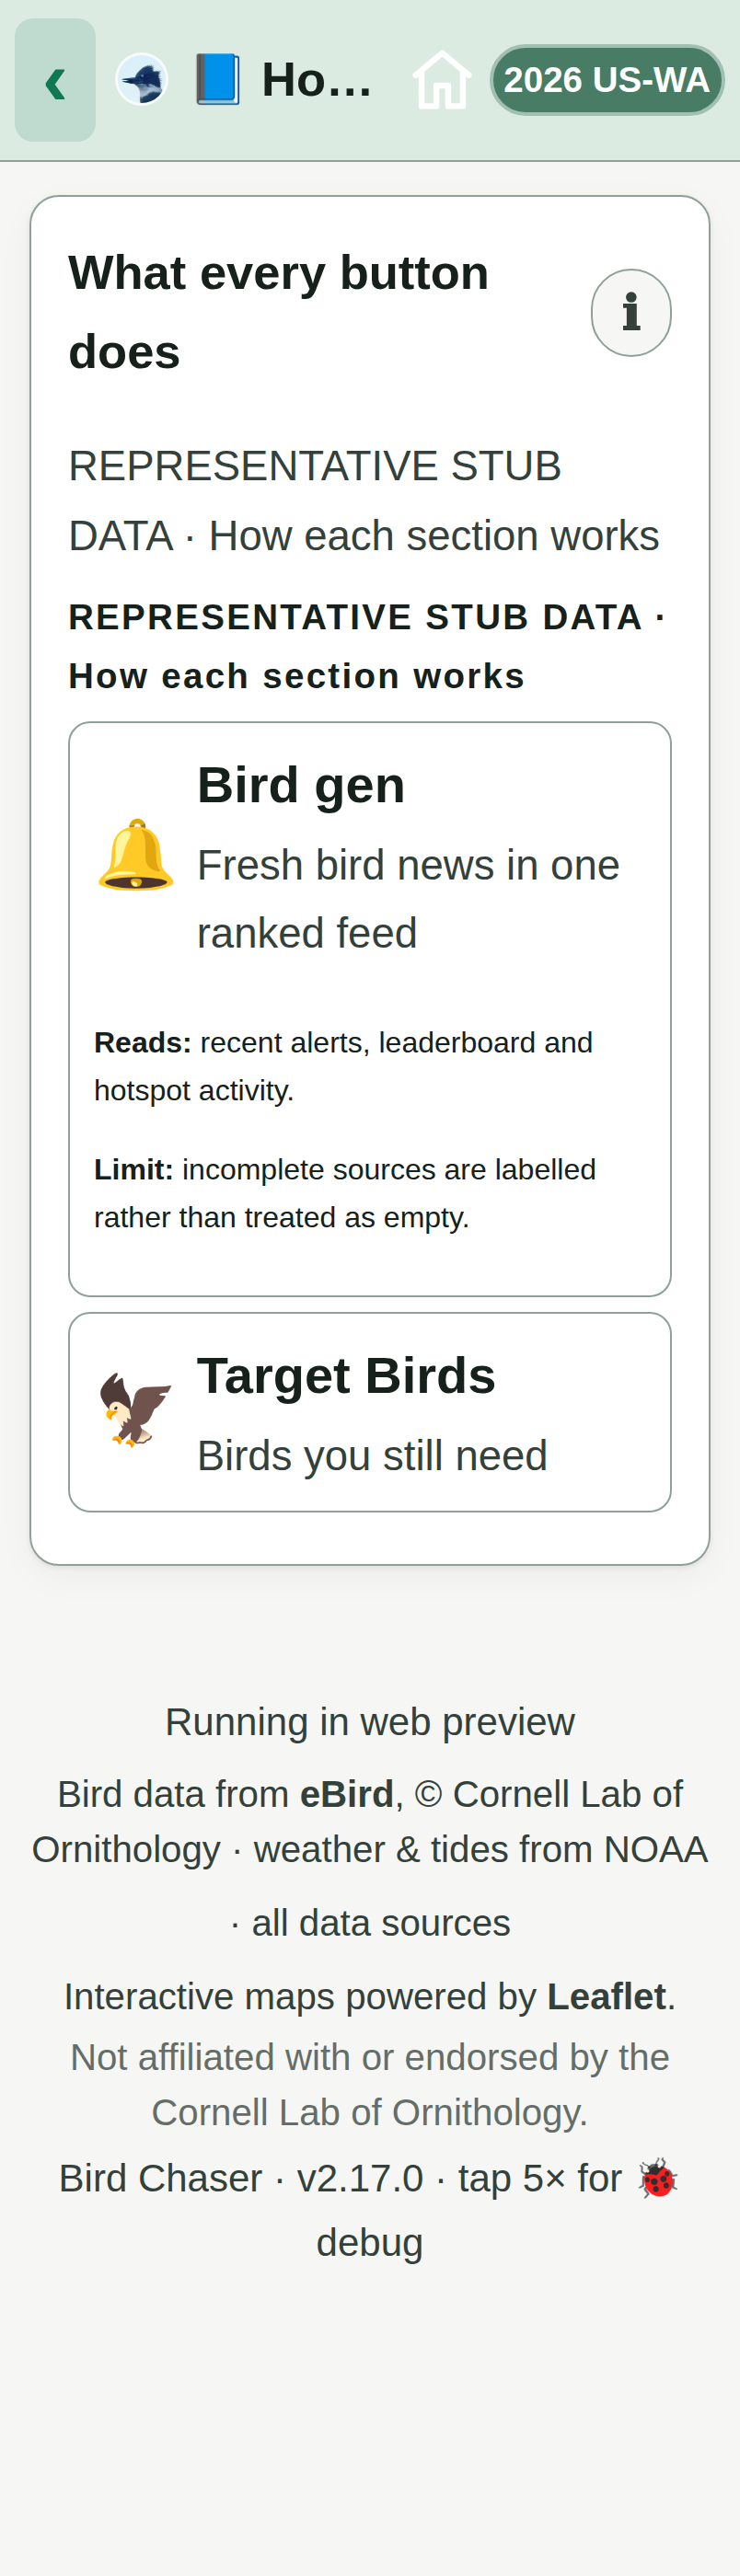 ‹ Ho... 2026 US-WA
What every button
does
i
REPRESENTATIVE STUB
DATA · How each section works
REPRESENTATIVE STUB DATA ·
How each section works
Bird gen
Fresh bird news in one
ranked feed
Reads: recent alerts, leaderboard and
hotspot activity.
Limit: incomplete sources are labelled
rather than treated as empty.
Target Birds
Birds you still need
Running in web preview
Bird data from eBird, © Cornell Lab of
Ornithology · weather & tides from NOAA
· all data sources
Interactive maps powered by Leaflet.
Not affiliated with or endorsed by the
Cornell Lab of Ornithology.
Bird Chaser · v2.17.0 · tap 5× for 🐞
debug